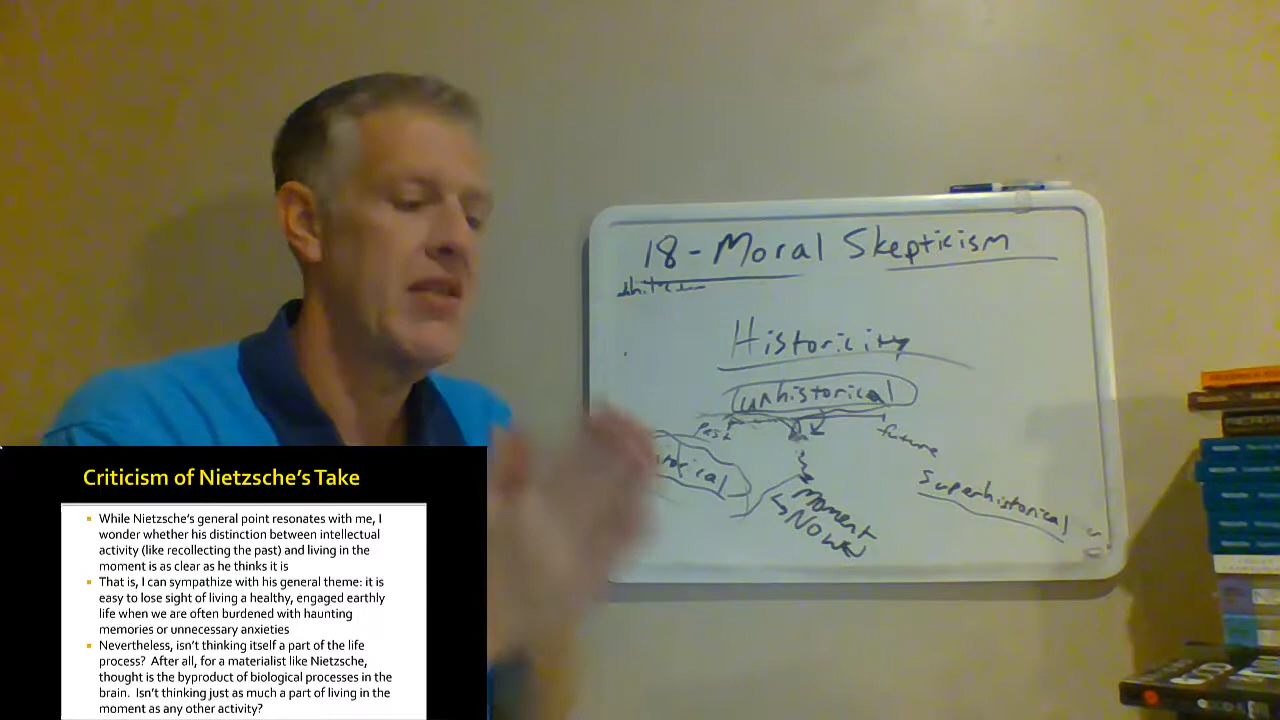 18 - Moral Skepticism
Historicity
unhistorical
past
future
Superhistorical
Moment
NOW
Criticism of Nietzsche's Take
While Nietzsche's general point resonates with me, I
wonder whether his distinction between intellectual
activity (like recollecting the past) and living in the
moment is as clear as he thinks it is
That is, I can sympathize with his general theme: it is
easy to lose sight of living a healthy, engaged earthly
life when we are often burdened with haunting
memories or unnecessary anxieties
Nevertheless, isn't thinking itself a part of the life
process? After all, for a materialist like Nietzsche,
thought is the byproduct of biological processes in the
brain. Isn't thinking just as much a part of living in the
moment as any other activity?